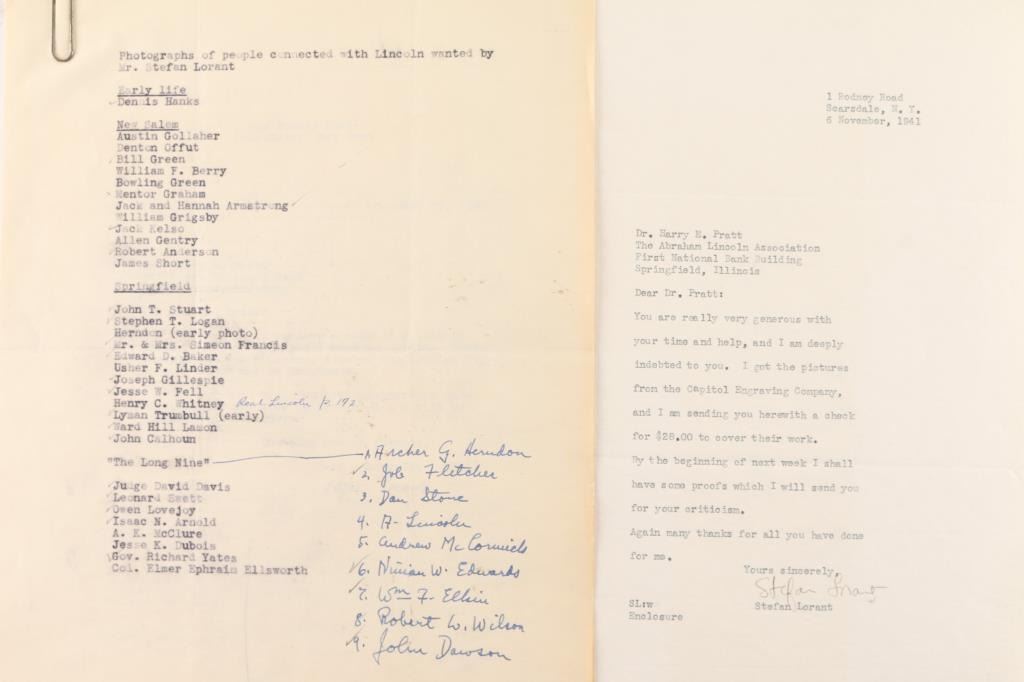 Photographs of people connected with Lincoln wanted by
Mr. Stefan Lorant
Early life
Dennis Hanks
New Salem
Austin Gollaher
Denton Offut
Bill Green
William F. Berry
Bowling Green
Mentor Graham
Jack and Hannah Armstrong
William Grigsby
Jack Kelso
Allen Gentry
Robert Anderson
James Short
Springfield
John T. Stuart
Stephen T. Logan
Herndon (early photo)
Mr. & Mrs. Simeon Francis
Edward D. Baker
Usher F. Linder
Joseph Gillespie
Jesse W. Fell
Henry C. Whitney Real Lincoln p. 192
Lyman Trumbull (early)
Ward Hill Lamon
John Calhoun
"The Long Nine"
1. Archer G. Herndon
2. Job Fletcher
3. Dan Stone
4. A. Lincoln
5. Andrew McCormick
6. Ninian W. Edwards
7. Wm F. Elkin
8. Robert L. Wilson
9. John Dawson
Judge David Davis
Leonard Swett
Owen Lovejoy
Isaac N. Arnold
A. K. McClure
Jesse K. Dubois
Gov. Richard Yates
Col. Elmer Ephraim Ellsworth
1 Rodney Road
Scarsdale, N. Y.
6 November, 1941
Dr. Harry E. Pratt
The Abraham Lincoln Association
First National Bank Building
Springfield, Illinois
Dear Dr. Pratt:
You are really very generous with
your time and help, and I am deeply
indebted to you. I got the pictures
from the Capitol Engraving Company,
and I am sending you herewith a check
for $28.00 to cover their work.
By the beginning of next week I shall
have some proofs which I will send you
for your criticism.
Again many thanks for all you have done
for me.
Yours sincerely,
Stefan Lorant
Stefan Lorant
SL:w
Enclosure